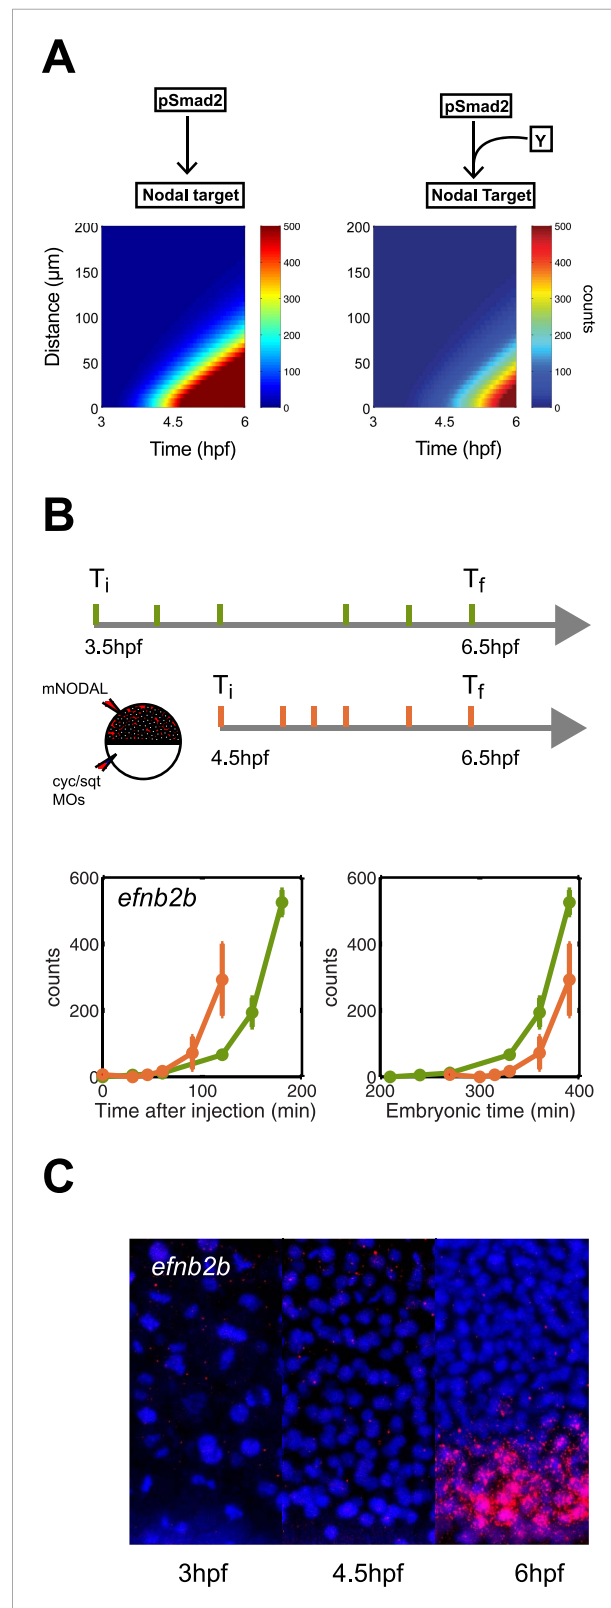 A
pSmad2
Nodal target
pSmad2
Y
Nodal Target
Distance (μm)
200
150
100
50
0
3
4.5
6
Time (hpf)
500
400
300
200
100
0
200
150
100
50
0
3
4.5
6
Time (hpf)
500
400
300
200
100
0
counts
B
Ti
Tf
3.5hpf
6.5hpf
mNODAL
cyc/sqt
MOs
Ti
Tf
4.5hpf
6.5hpf
efnb2b
counts
600
400
200
0
0
100
200
Time after injection (min)
counts
600
400
200
0
200
300
400
Embryonic time (min)
C
efnb2b
3hpf
4.5hpf
6hpf